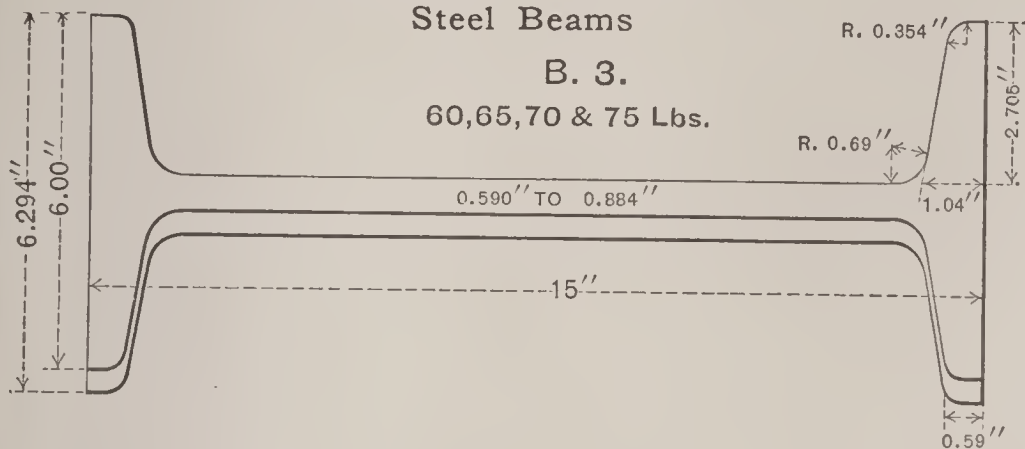 Steel Beams
B. 3.
60,65,70 & 75 Lbs.
R. 0.354″
2.705″
R. 0.69″
1.04″
0.590″ TO 0.884″
6.294″
6.00″
15″
0.59″